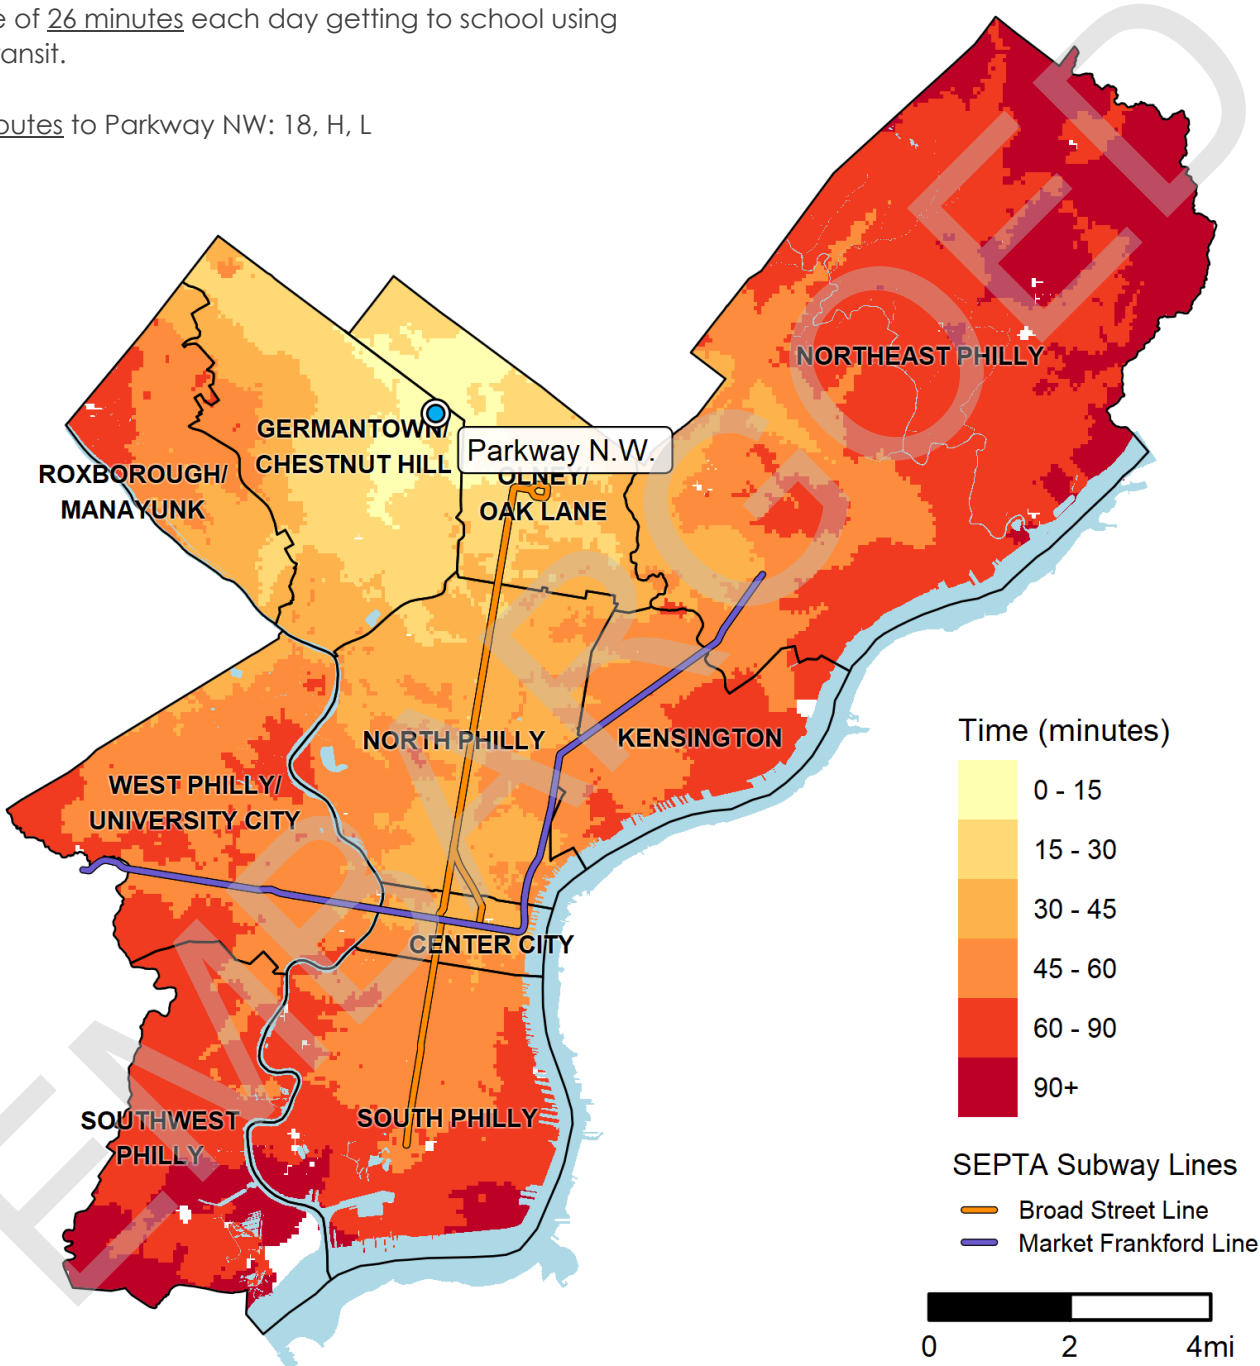 e of 26 minutes each day getting to school using
ransit.
outes to Parkway NW: 18, H, L
NORTHEAST PHILLY
GERMANTOWN/
CHESTNUT HILL
Parkway N.W.
ROXBOROUGH/
MANAYUNK
OLNEY/
OAK LANE
NORTH PHILLY
KENSINGTON
WEST PHILLY/
UNIVERSITY CITY
CENTER CITY
SOUTHWEST
PHILLY
SOUTH PHILLY
Time (minutes)
0 - 15
15 - 30
30 - 45
45 - 60
60 - 90
90+
SEPTA Subway Lines
Broad Street Line
Market Frankford Line
0 2 4mi
EMBARGOED